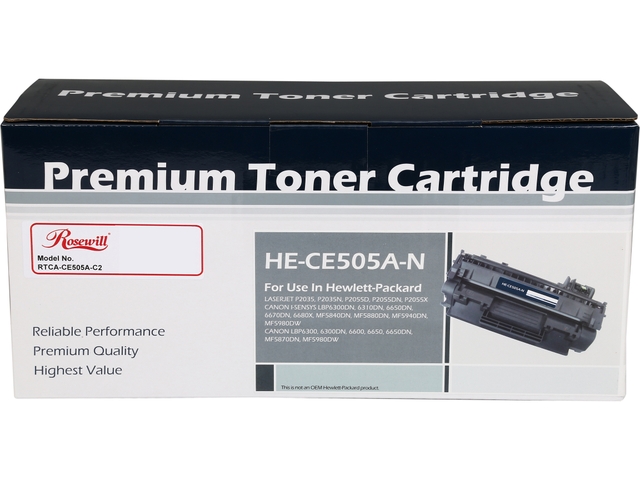 Premium Toner Cartridge
Premium Toner Cartridge
Rosewill
Model No.
RTCA-CE505A-C2
Reliable Performance
Premium Quality
Highest Value
HE-CE505A-N
For Use In Hewlett-Packard
LASERJET P2035, P2035N, P2055D, P2055DN, P2055X
CANON I-SENSYS LBP6300DN, 6310DN, 6650DN,
6670DN, 6680X, MF5840DN, MF5880DN, MF5940DN,
MF5980DW
CANON LBP6300, 6300DN, 6600, 6650, 6650DN,
MF5870DN, MF5980DW
This is not an OEM Hewlett-Packard product.
HE-CE505A-N